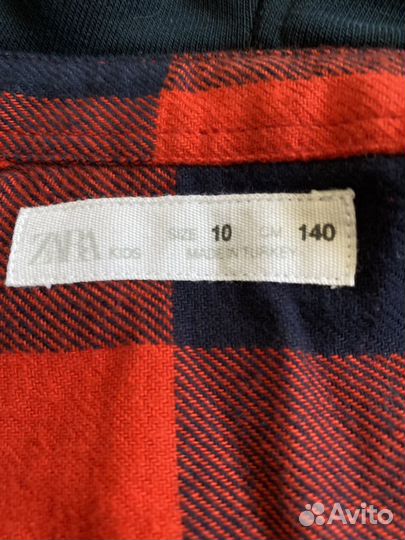 ZARA KIDS SIZE 10 CM 140
MADE IN TURKEY
Avito